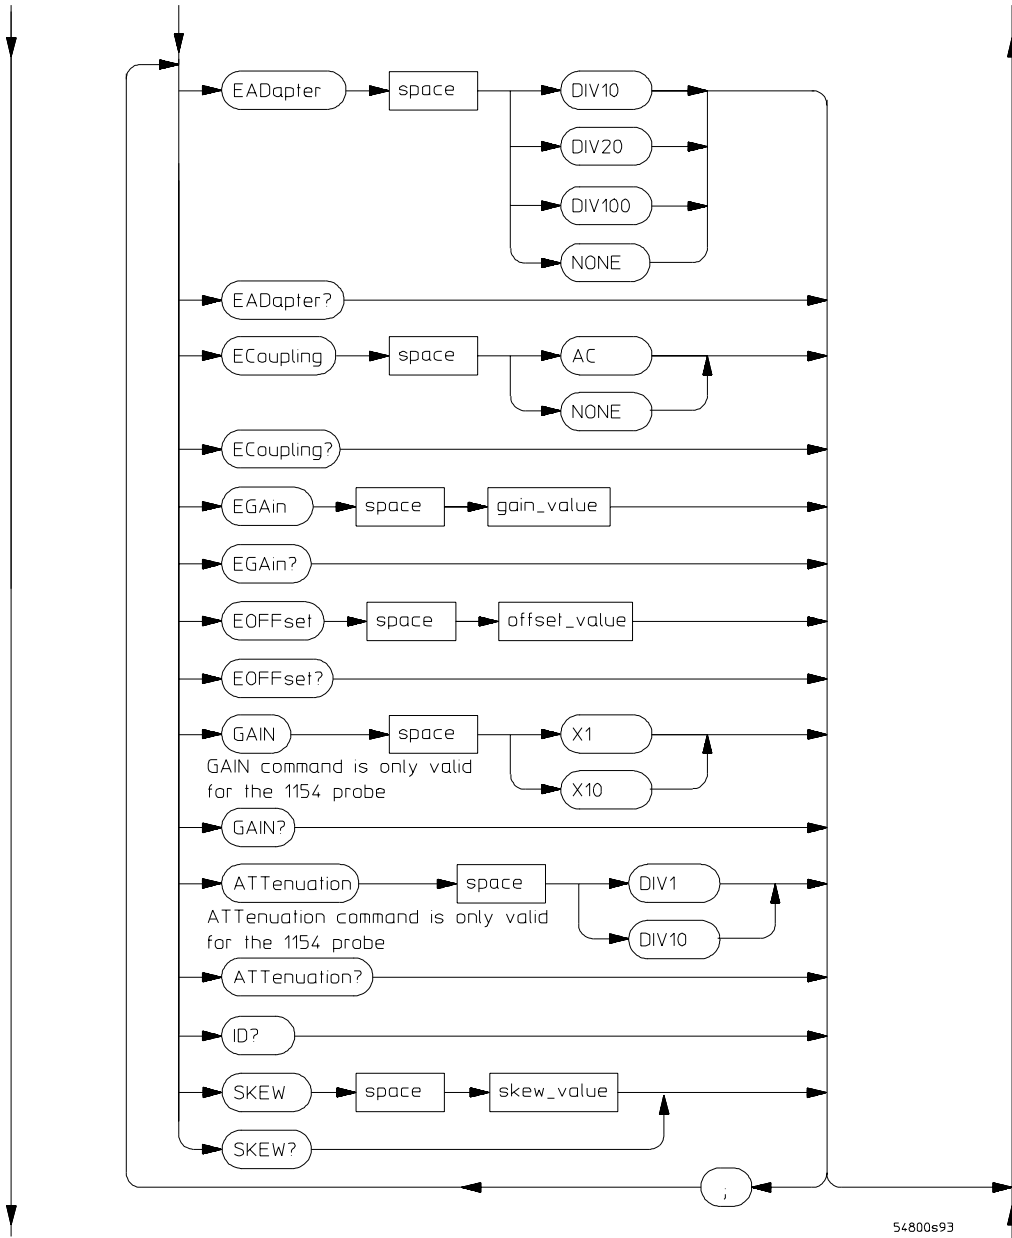 EADapter space DIV10
DIV20
DIV100
NONE
EADapter?
ECoupling space AC
NONE
ECoupling?
EGAin space gain_value
EGAin?
EOFFset space offset_value
EOFFset?
GAIN space X1
GAIN command is only valid
for the 1154 probe
X10
GAIN?
ATTenuation space DIV1
ATTenuation command is only valid
for the 1154 probe
DIV10
ATTenuation?
ID?
SKEW space skew_value
SKEW?
;
54800s93